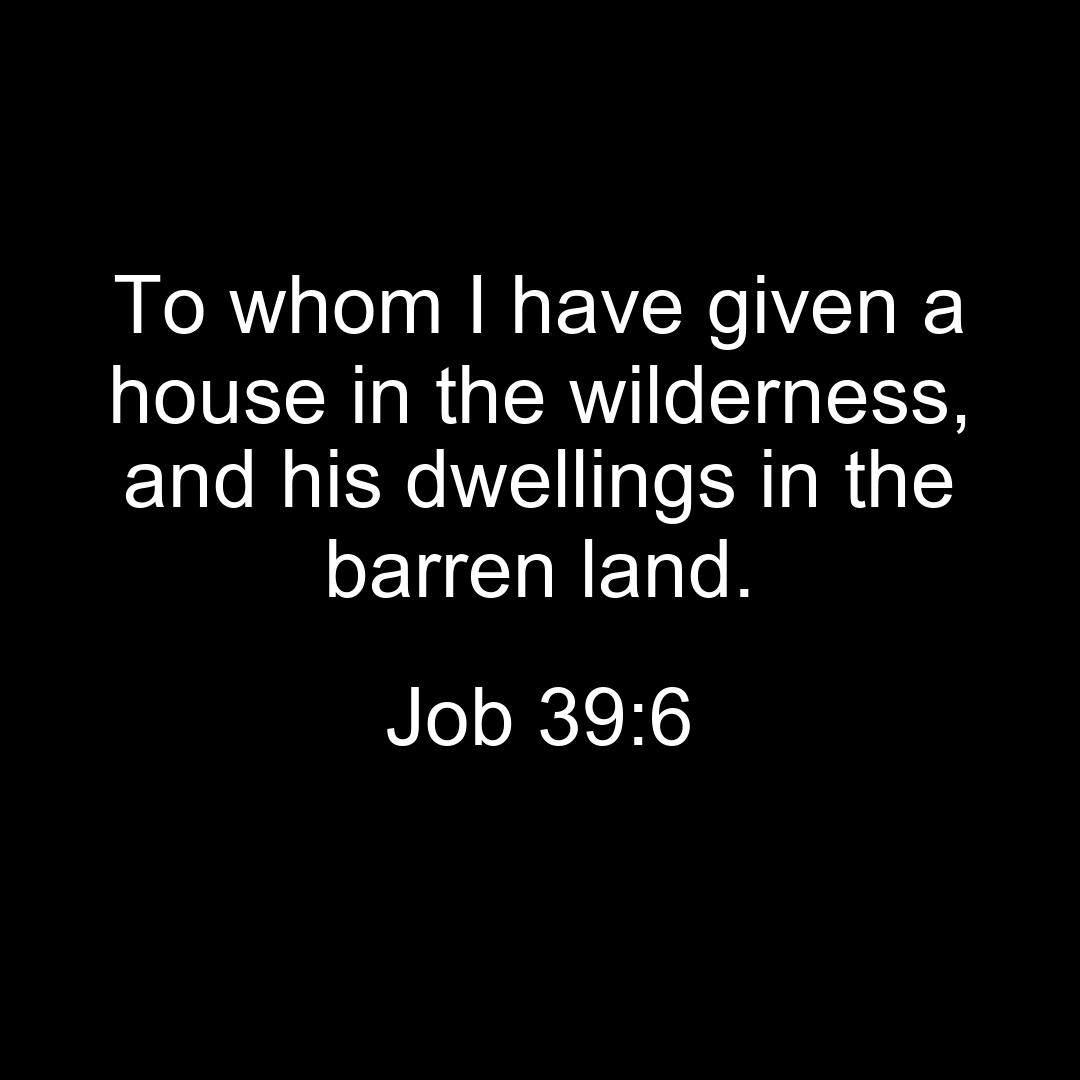 To whom I have given a
house in the wilderness,
and his dwellings in the
barren land.
Job 39:6